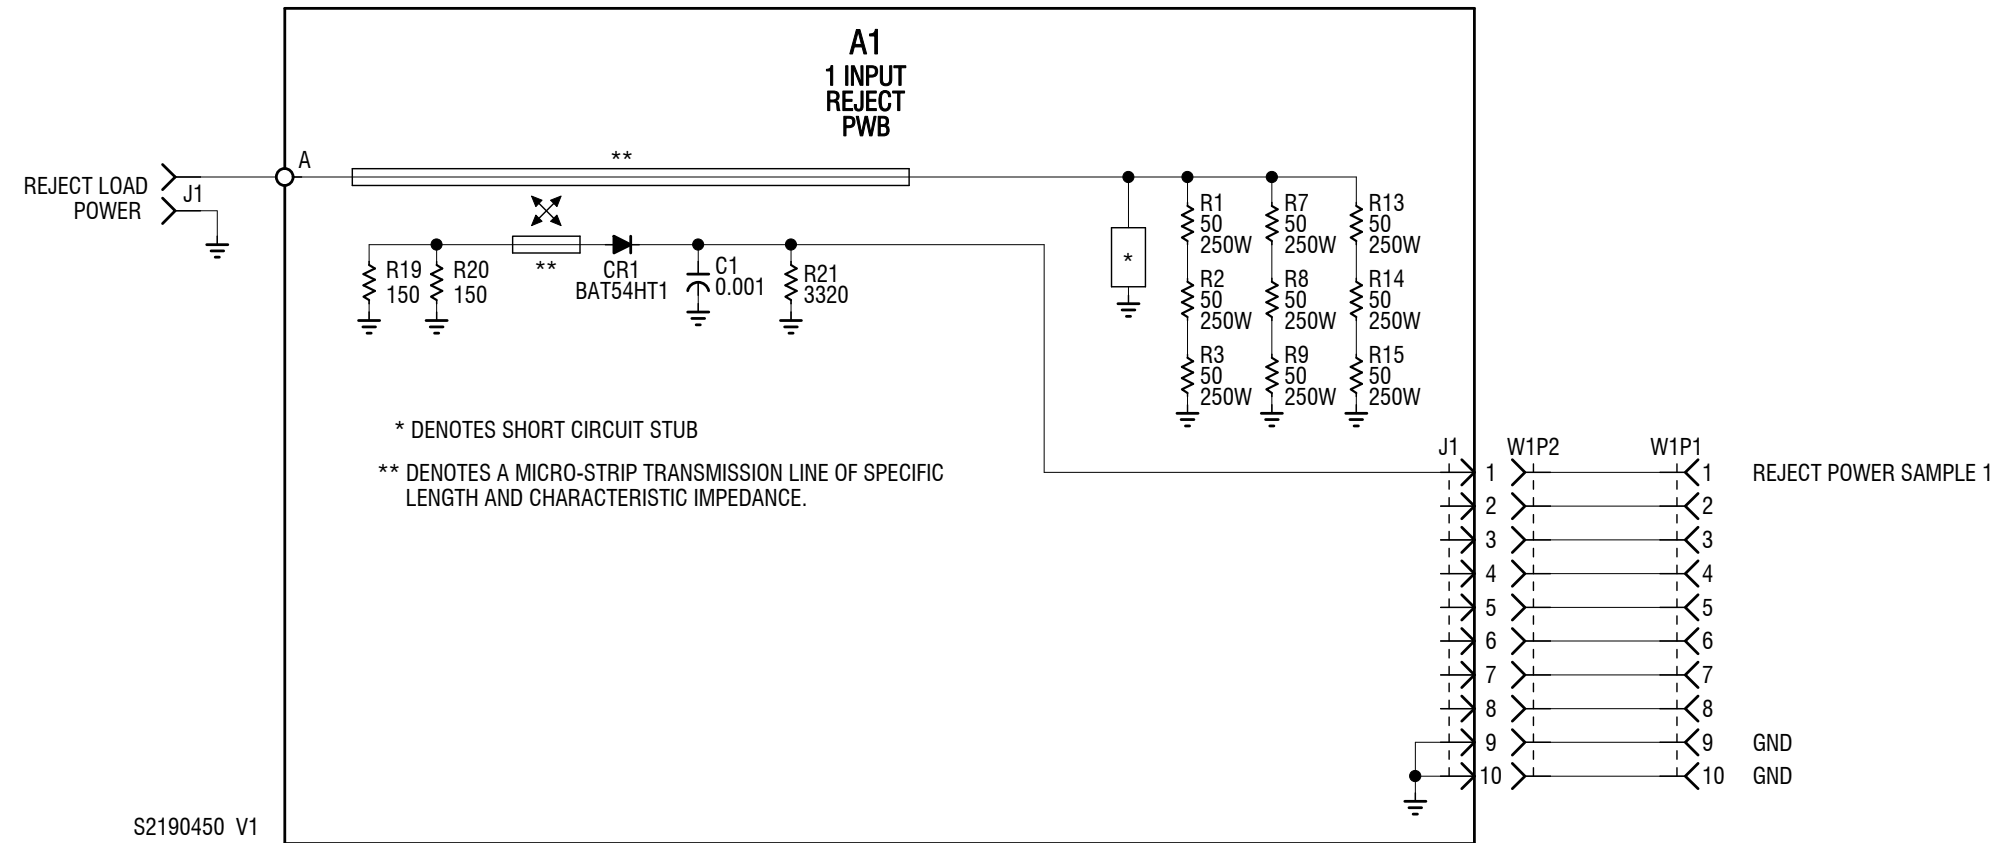 A1
1 INPUT
REJECT
PWB
A
**
REJECT LOAD
POWER
J1
R19
150
R20
150
**
CR1
BAT54HT1
C1
0.001
R21
3320
*
R1
50
250W
R7
50
250W
R13
50
250W
R2
50
250W
R8
50
250W
R14
50
250W
R3
50
250W
R9
50
250W
R15
50
250W
* DENOTES SHORT CIRCUIT STUB
** DENOTES A MICRO-STRIP TRANSMISSION LINE OF SPECIFIC
LENGTH AND CHARACTERISTIC IMPEDANCE.
J1 W1P2 W1P1
1 1 REJECT POWER SAMPLE 1
2 2
3 3
4 4
5 5
6 6
7 7
8 8
9 9 GND
10 10 GND
S2190450 V1